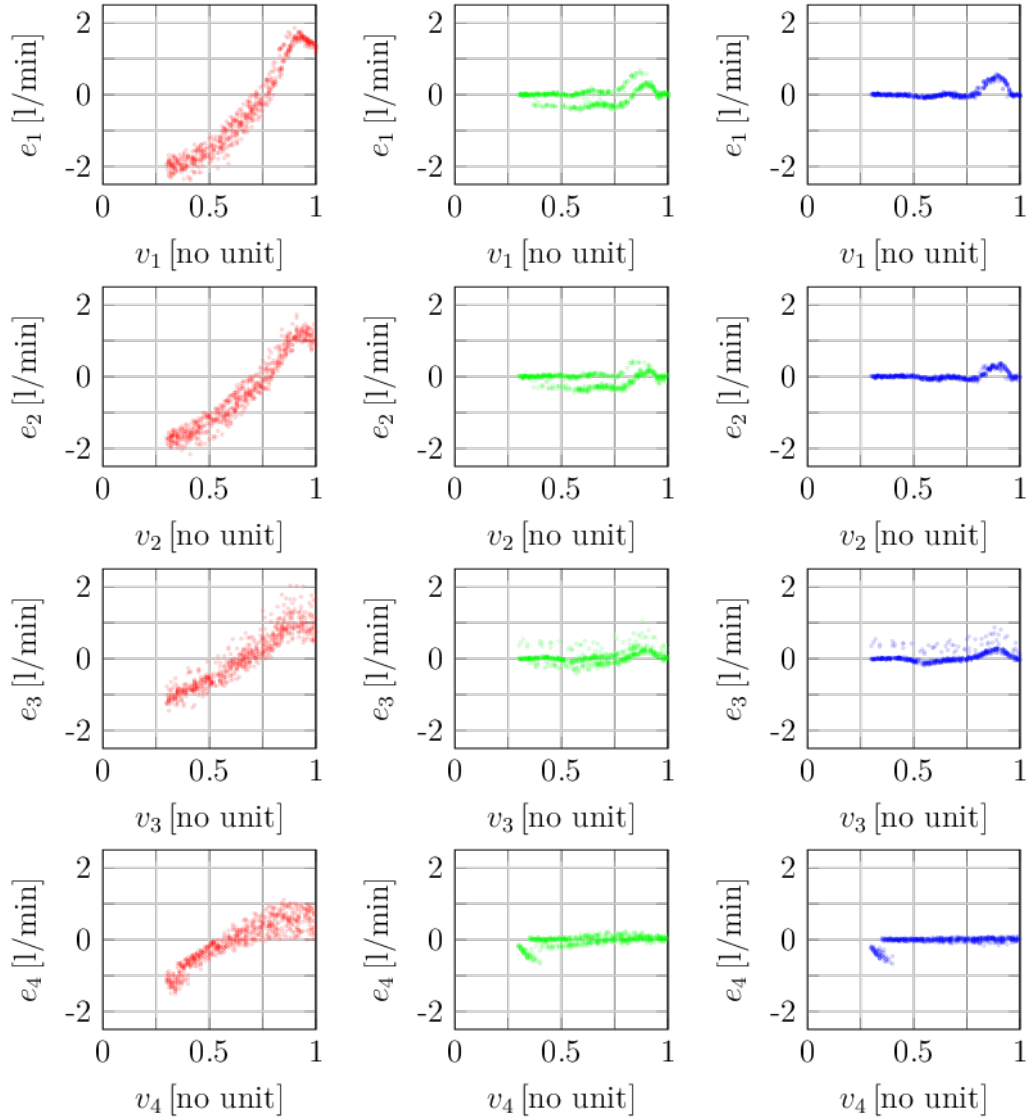 2
0
-2
e₁ [l/min]
0 0.5 1
v₁ [no unit]
2
0
-2
e₁ [l/min]
0 0.5 1
v₁ [no unit]
2
0
-2
e₁ [l/min]
0 0.5 1
v₁ [no unit]
2
0
-2
e₂ [l/min]
0 0.5 1
v₂ [no unit]
2
0
-2
e₂ [l/min]
0 0.5 1
v₂ [no unit]
2
0
-2
e₂ [l/min]
0 0.5 1
v₂ [no unit]
2
0
-2
e₃ [l/min]
0 0.5 1
v₃ [no unit]
2
0
-2
e₃ [l/min]
0 0.5 1
v₃ [no unit]
2
0
-2
e₃ [l/min]
0 0.5 1
v₃ [no unit]
2
0
-2
e₄ [l/min]
0 0.5 1
v₄ [no unit]
2
0
-2
e₄ [l/min]
0 0.5 1
v₄ [no unit]
2
0
-2
e₄ [l/min]
0 0.5 1
v₄ [no unit]